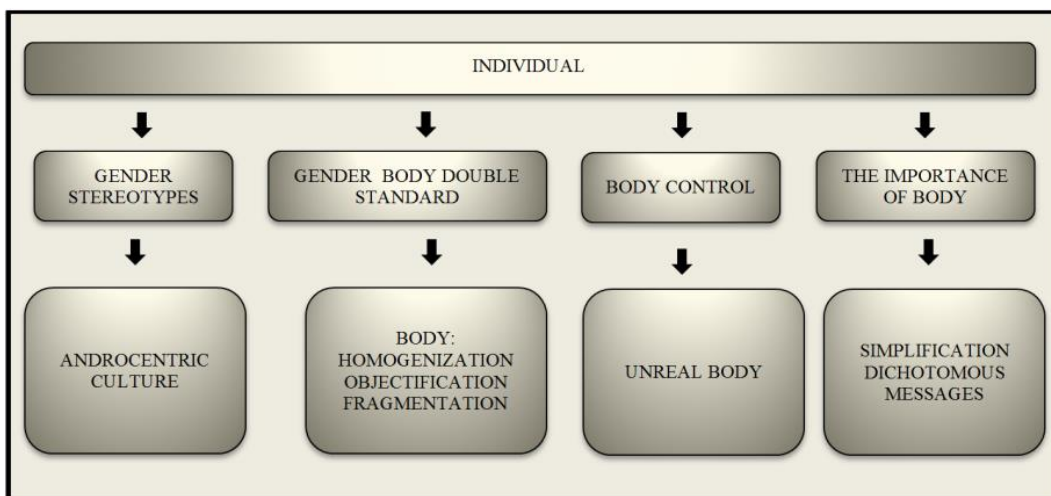 INDIVIDUAL
GENDER
STEREOTYPES
GENDER BODY DOUBLE
STANDARD
BODY CONTROL
THE IMPORTANCE
OF BODY
ANDROCENTRIC
CULTURE
BODY:
HOMOGENIZATION
OBJECTIFICATION
FRAGMENTATION
UNREAL BODY
SIMPLIFICATION
DICHOTOMOUS
MESSAGES